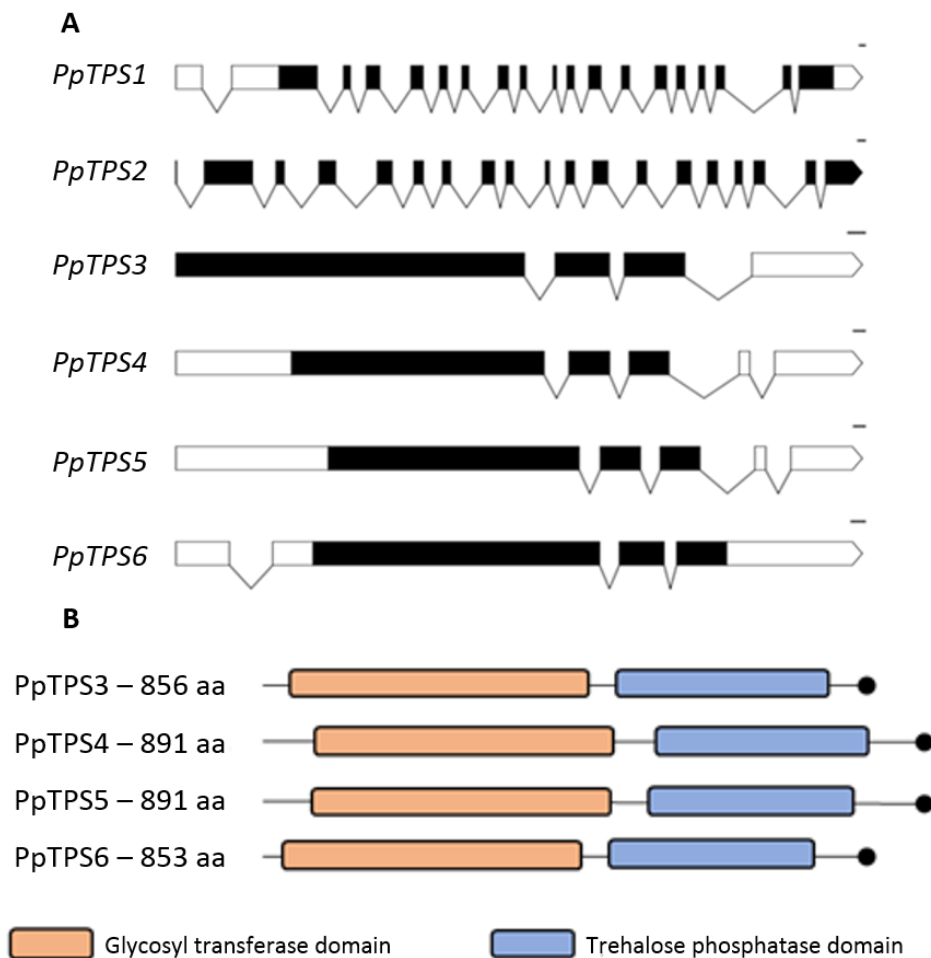 A
PpTPS1
PpTPS2
PpTPS3
PpTPS4
PpTPS5
PpTPS6
B
PpTPS3 – 856 aa
PpTPS4 – 891 aa
PpTPS5 – 891 aa
PpTPS6 – 853 aa
Glycosyl transferase domain
Trehalose phosphatase domain